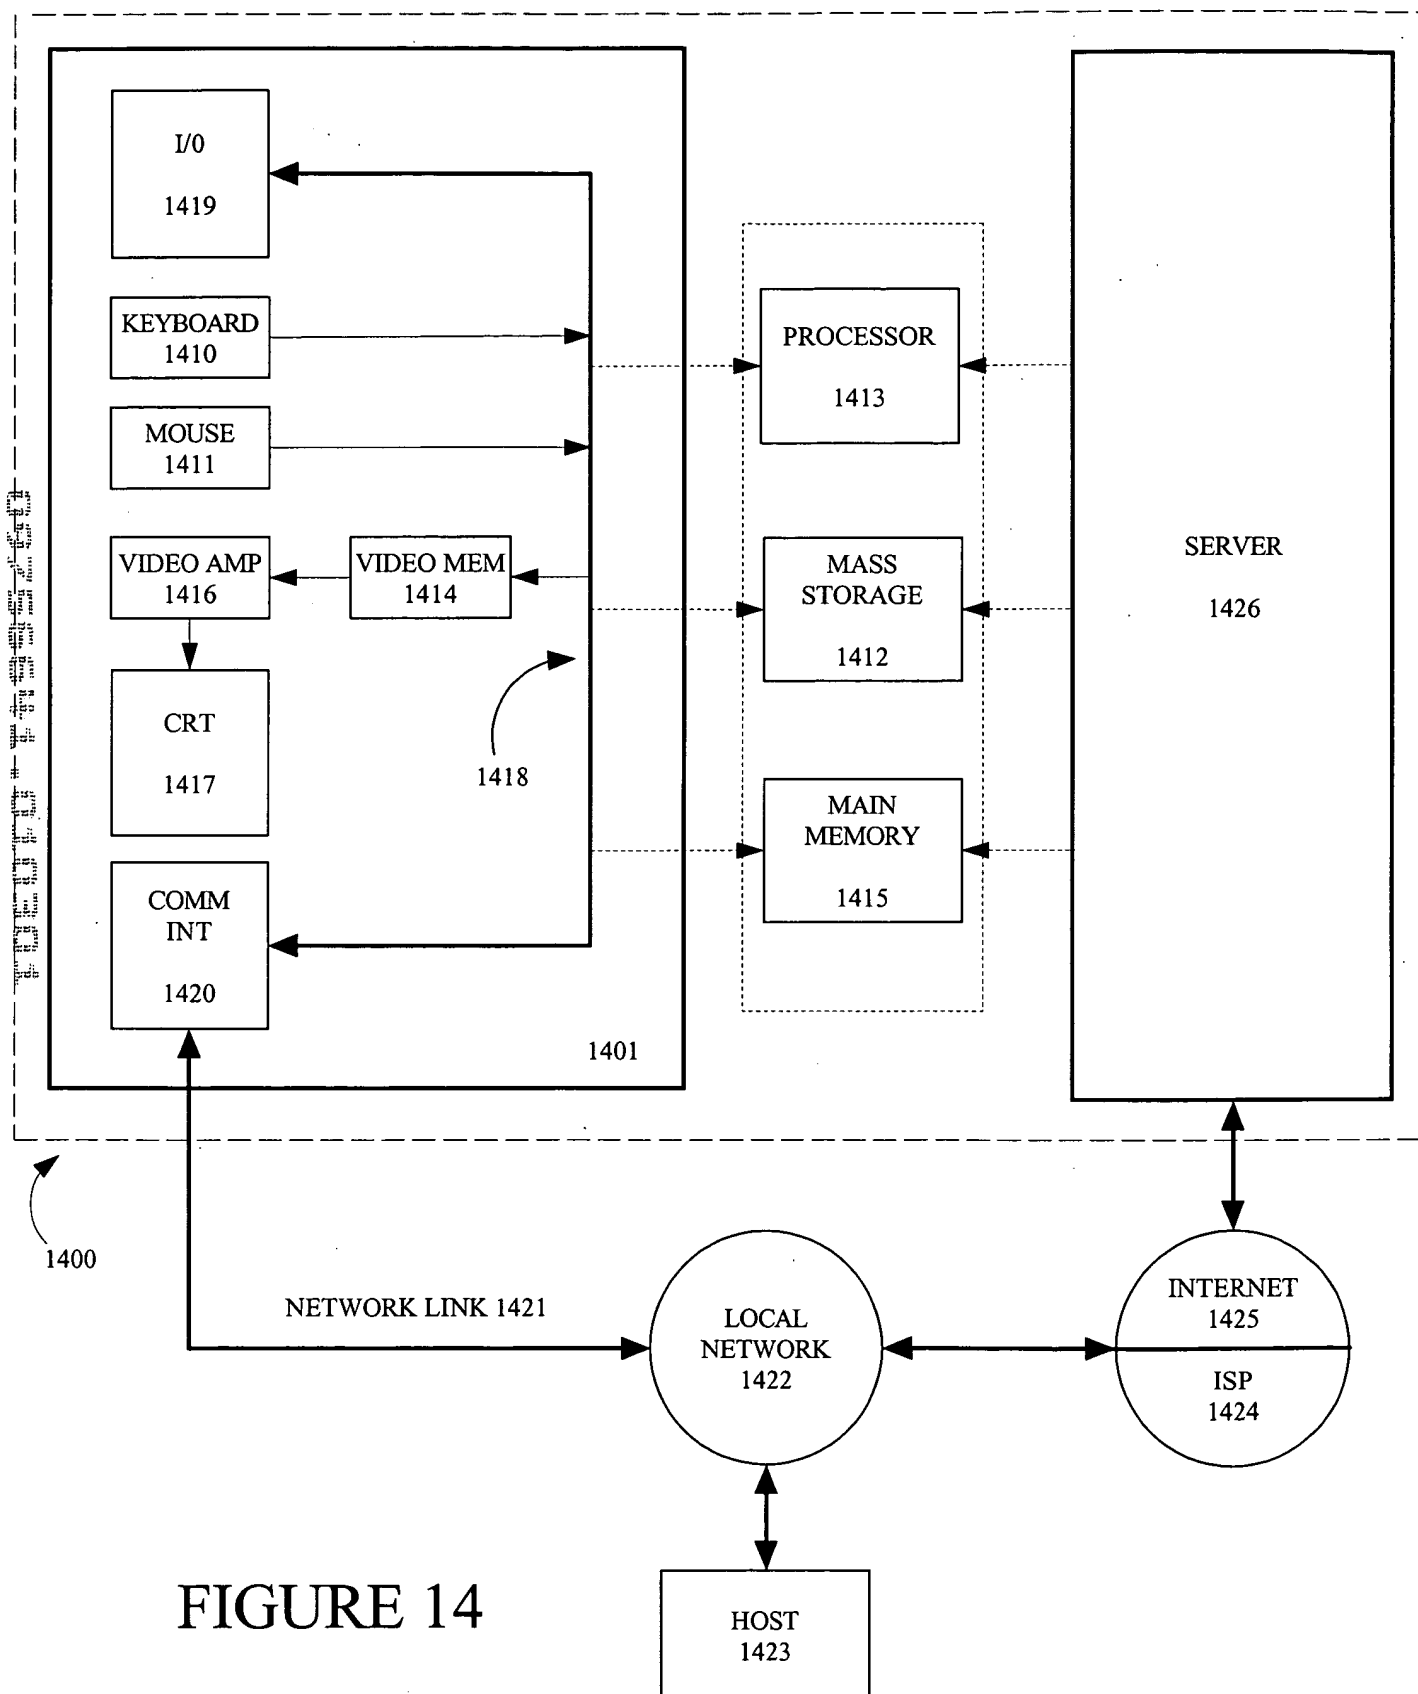 I/0
1419
KEYBOARD
1410
MOUSE
1411
VIDEO AMP
1416
VIDEO MEM
1414
CRT
1417
1418
COMM
INT
1420
1401
PROCESSOR
1413
MASS
STORAGE
1412
MAIN
MEMORY
1415
SERVER
1426
1400
NETWORK LINK 1421
LOCAL
NETWORK
1422
INTERNET
1425
ISP
1424
HOST
1423
FIGURE 14